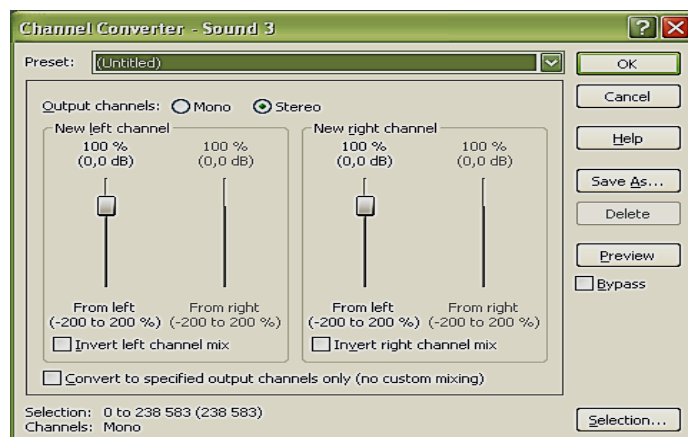 Channel Converter - Sound 3
Preset: (Untitled)
OK
Cancel
Help
Save As...
Delete
Preview
Bypass
Output channels: Mono Stereo
New left channel
100 % 100 %
(0,0 dB) (0,0 dB)
From left From right
(-200 to 200 %) (-200 to 200 %)
Invert left channel mix
New right channel
100 % 100 %
(0,0 dB) (0,0 dB)
From left From right
(-200 to 200 %) (-200 to 200 %)
Invert right channel mix
Convert to specified output channels only (no custom mixing)
Selection: 0 to 238 583 (238 583)
Channels: Mono
Selection...